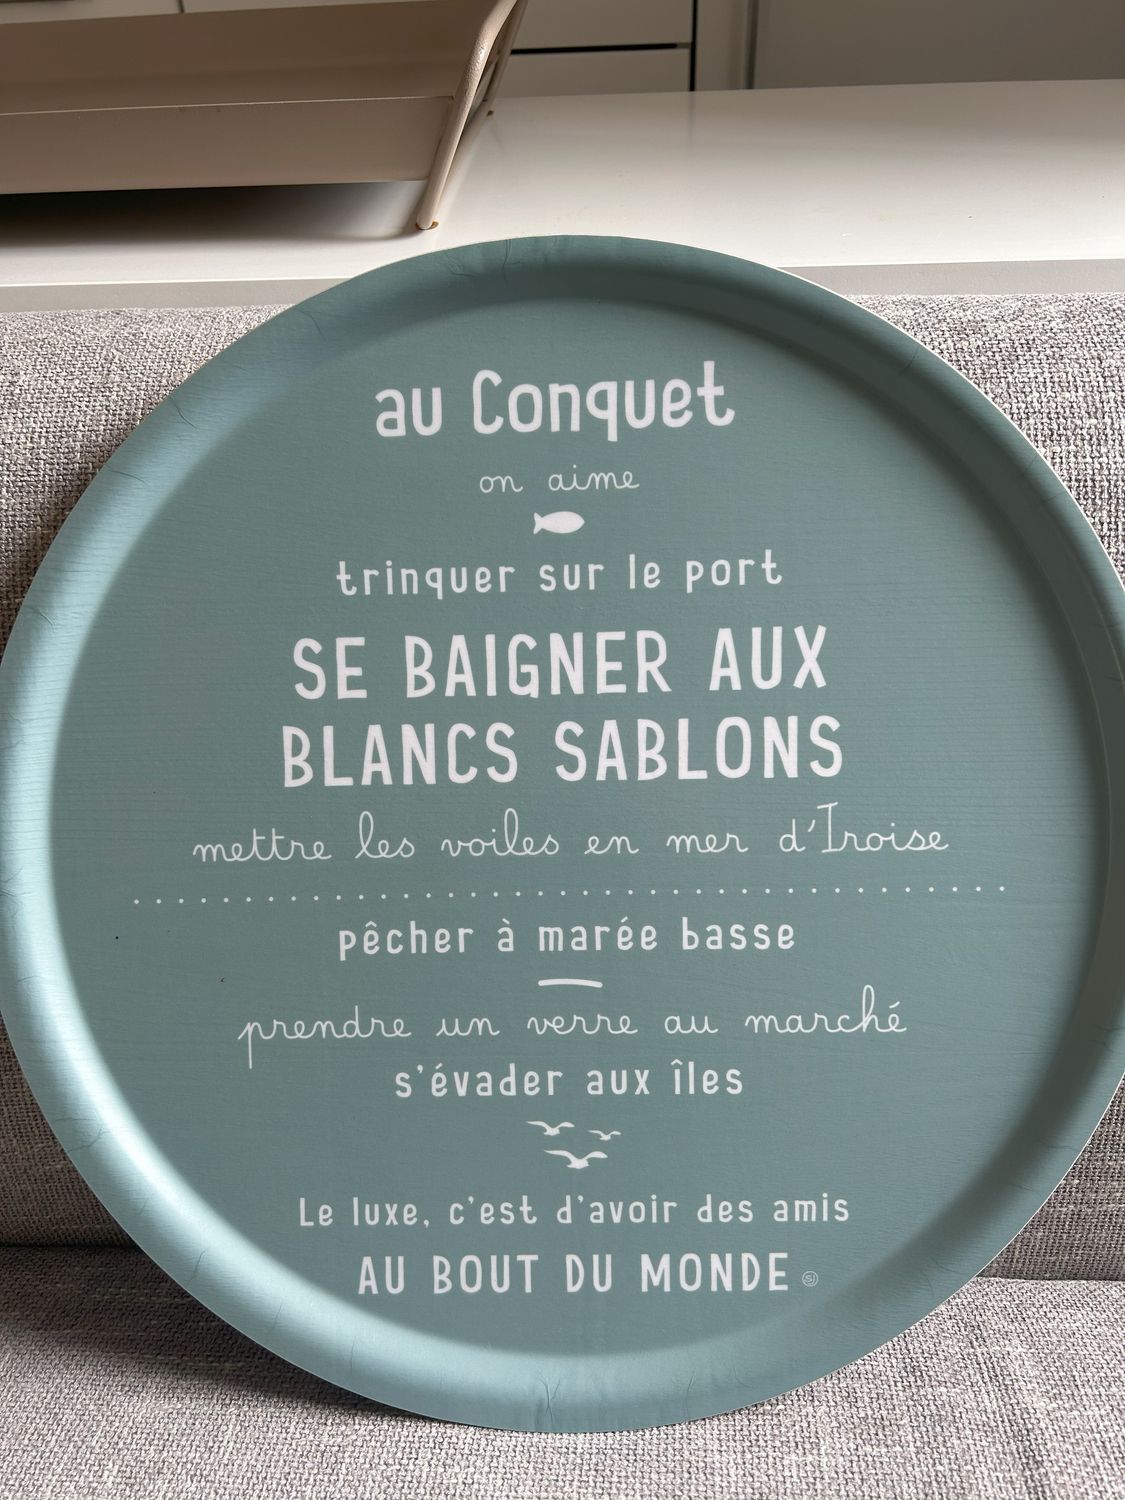 au Conquet
on aime
trinquer sur le port
SE BAIGNER AUX
BLANCS SABLONS
mettre les voiles en mer d'Iroise
pêcher à marée basse
prendre un verre au marché
s'évader aux îles
Le luxe, c'est d'avoir des amis
AU BOUT DU MONDE